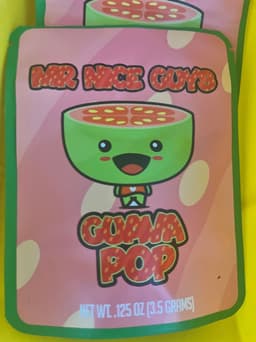 MR NICE GUYS
GUAVA
POP
NET WT. .125 OZ (3.5 GRAMS)